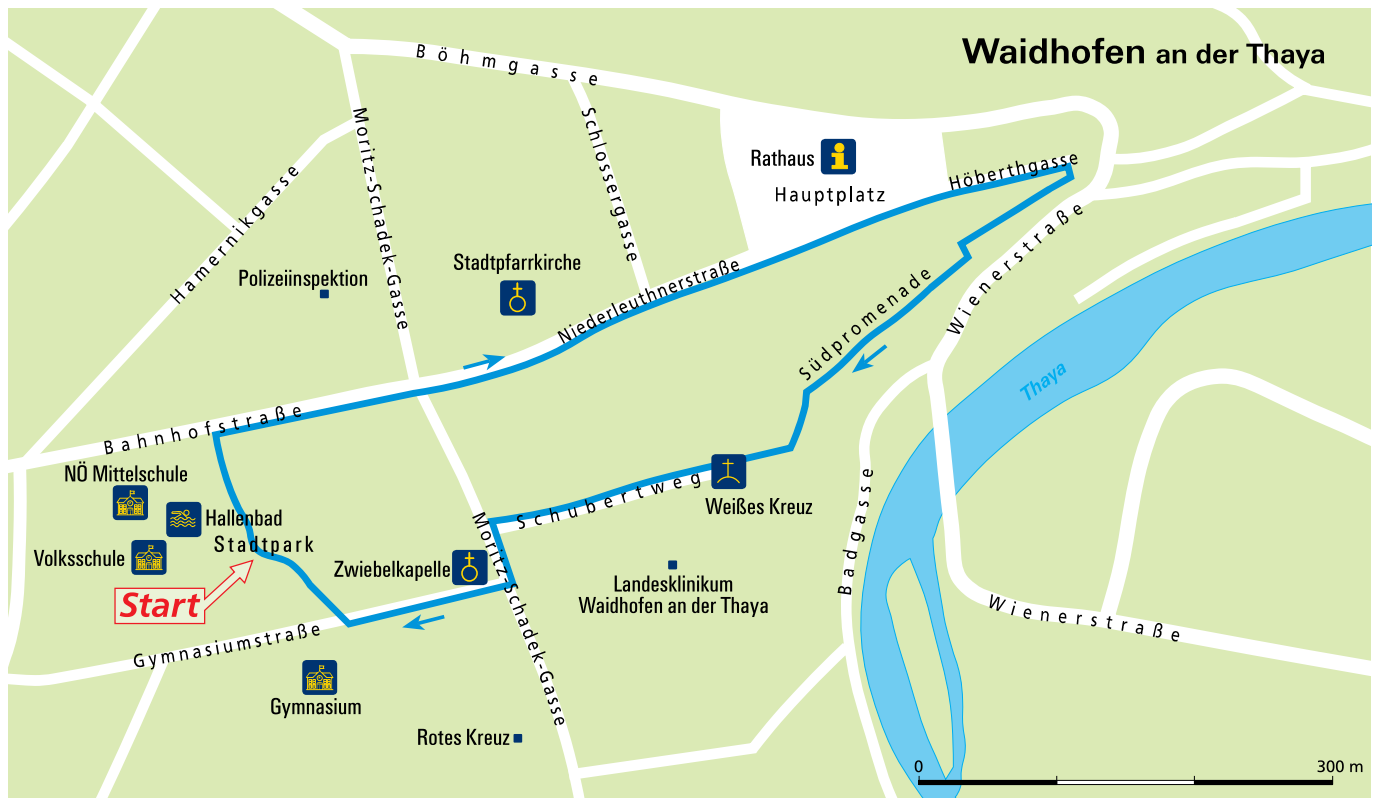 Waidhofen an der Thaya
Böhmgasse
Moritz-Schadek-Gasse
Schlossergasse
Rathaus
Hauptplatz
Höberthgasse
Hamernikgasse
Wienerstraße
Polizeiinspektion
Stadtpfarrkirche
Niederleuthnerstraße
Südpromenade
Thaya
Bahnhofstraße
NÖ Mittelschule
Hallenbad
Stadtpark
Volksschule
Start
Schubertweg
Weißes Kreuz
Badgasse
Zwiebelkapelle
Moritz-Schadek-Gasse
Landesklinikum
Waidhofen an der Thaya
Wienerstraße
Gymnasiumstraße
Gymnasium
Rotes Kreuz
0 300 m